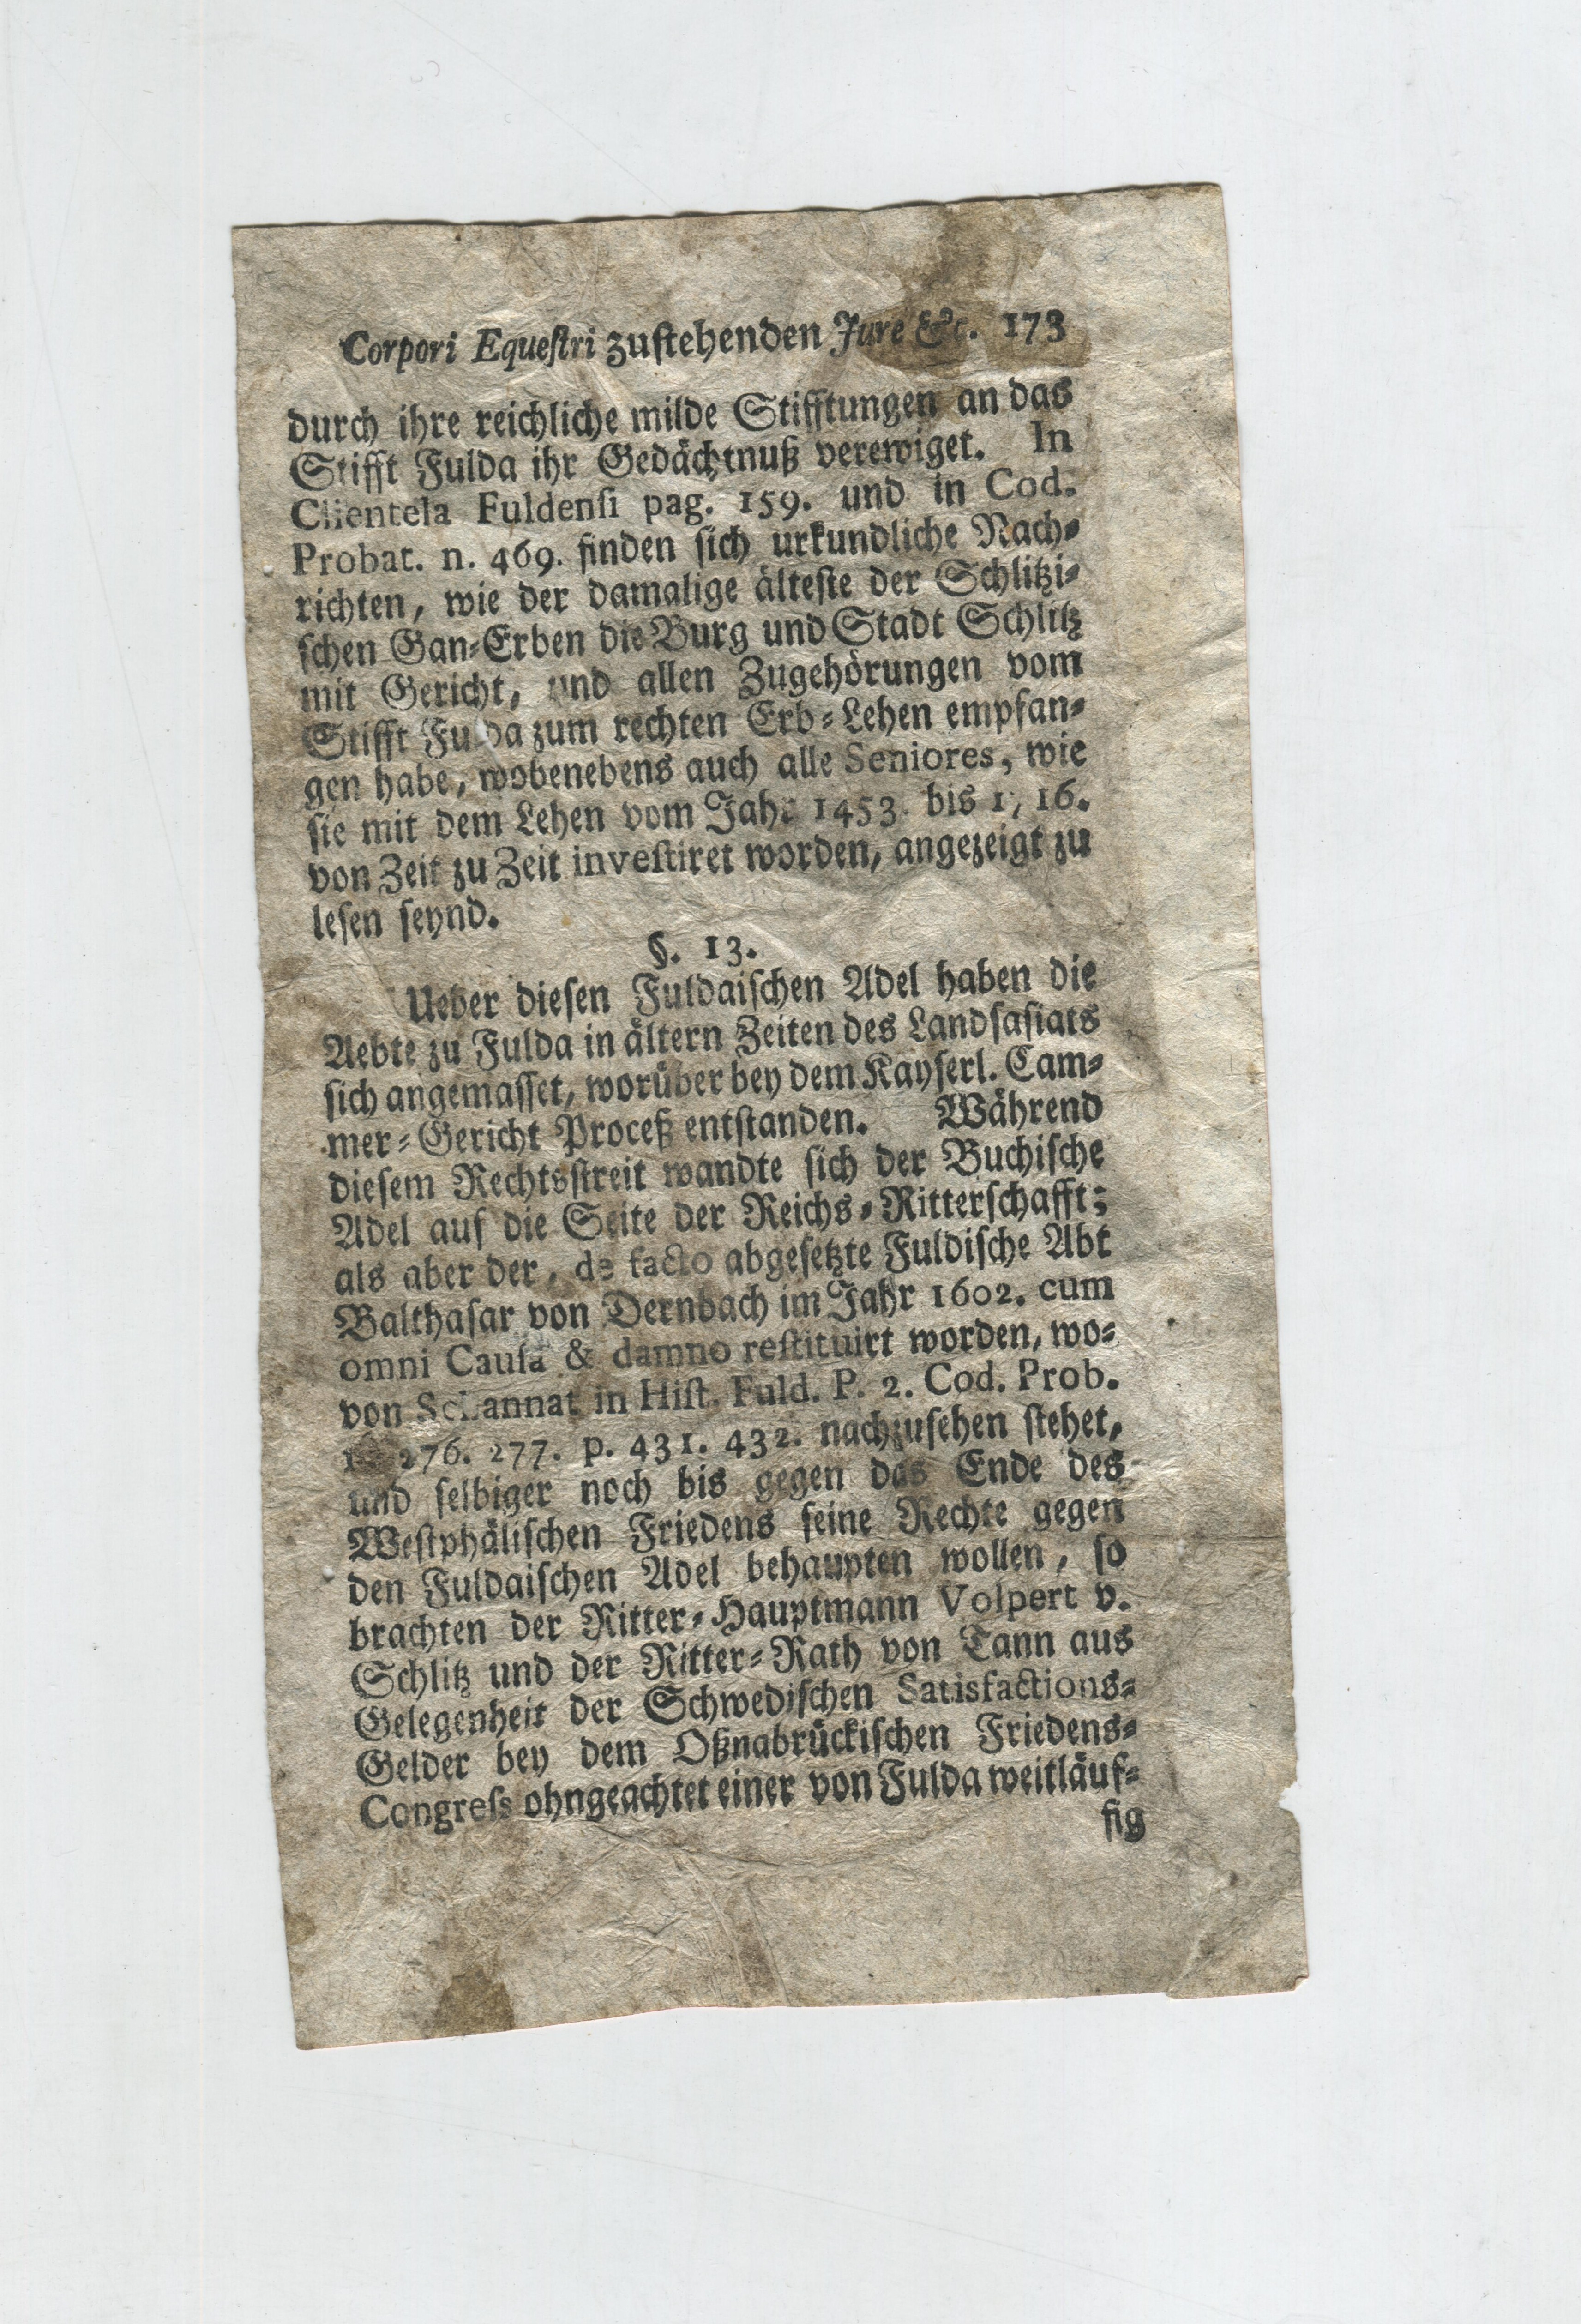 Corpori Equeſtri zuſtehenden Jure &c. 173
durch ihre reichliche milde Stifftungen an das
Stifft Fulda ihr Gedächtnuß verewiget. In
Clientela Fuldenſi pag. 159. und in Cod.
Probat. n. 469. finden ſich urkundliche Nach⸗
richten, wie der damalige älteſte der Schlitzi⸗
ſchen Gan⸗Erben die Burg und Stadt Schlitz
mit Gericht, und allen Zugehörungen vom
Stifft Fulda zum rechten Erb⸗Lehen empfan⸗
gen habe, wobenebens auch alle Seniores, wie
ſie mit dem Lehen vom Jahr 1453. bis
von Zeit zu Zeit inveſtiret worden, angezeigt zu
leſen ſeynd.
§. 13.
Ueber dieſen Fuldaiſchen Adel haben die
Aebte zu Fulda in ältern Zeiten des Landſaſiats
ſich angemaſſet, worüber bey dem Kayſerl. Cam⸗
mer⸗Gericht Proceß entſtanden. Während
dieſem Rechtsſtreit wandte ſich der Buchiſche
Adel auf die Seite der Reichs⸗Ritterſchafft;
als aber der, de facto abgeſetzte Fuldiſche Abt
Balthaſar von Dernbach im Jahr 1602. cum
omni Cauſa & damno reſtituirt worden, wo⸗
von Schannat in Hiſt. Fuld. P. 2. Cod. Prob.
276. 277. p. 431. 432. nachzuſehen ſtehet,
und ſelbiger noch bis gegen das Ende des
Weſtphäliſchen Friedens ſeine Rechte gegen
den Fuldaiſchen Adel behaupten wollen, ſo
brachten der Ritter⸗Hauptmann Volpert v.
Schlitz und der Ritter⸗Rath von Tann aus
Gelegenheit der Schwediſchen Satisfactions⸗
Gelder bey dem Oßnabrückiſchen Friedens⸗
Congreſs ohngeachtet einer von Fulda weitläuf⸗
fig